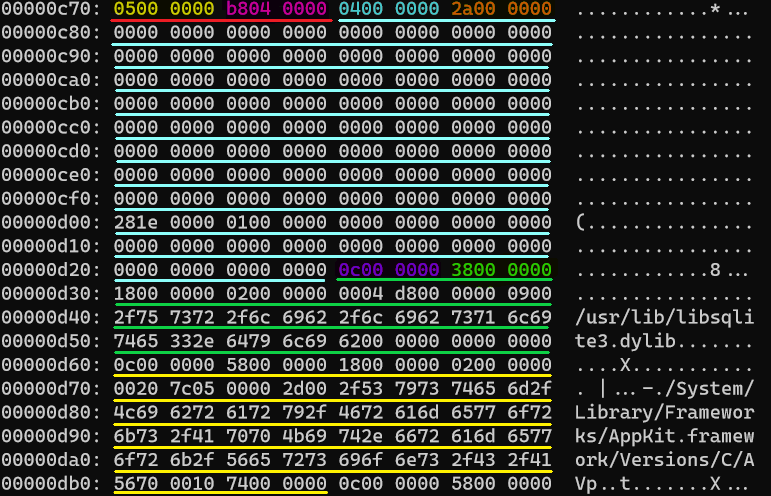 00000c70: 0500 0000 b804 0000 0400 0000 2a00 0000 ............*...
00000c80: 0000 0000 0000 0000 0000 0000 0000 0000 ................
00000c90: 0000 0000 0000 0000 0000 0000 0000 0000 ................
00000ca0: 0000 0000 0000 0000 0000 0000 0000 0000 ................
00000cb0: 0000 0000 0000 0000 0000 0000 0000 0000 ................
00000cc0: 0000 0000 0000 0000 0000 0000 0000 0000 ................
00000cd0: 0000 0000 0000 0000 0000 0000 0000 0000 ................
00000ce0: 0000 0000 0000 0000 0000 0000 0000 0000 ................
00000cf0: 0000 0000 0000 0000 0000 0000 0000 0000 ................
00000d00: 281e 0000 0100 0000 0000 0000 0000 0000 (...............
00000d10: 0000 0000 0000 0000 0000 0000 0000 0000 ................
00000d20: 0000 0000 0000 0000 0c00 0000 3800 0000 ............8...
00000d30: 1800 0000 0200 0000 0004 d800 0000 0900 ................
00000d40: 2f75 7372 2f6c 6962 2f6c 6962 7371 6c69 /usr/lib/libsqli
00000d50: 7465 332e 6479 6c69 6200 0000 0000 0000 te3.dylib.......
00000d60: 0c00 0000 5800 0000 1800 0000 0200 0000 ....X...........
00000d70: 0020 7c05 0000 2d00 2f53 7973 7465 6d2f . |...-./System/
00000d80: 4c69 6272 6172 792f 4672 616d 6577 6f72 Library/Framewor
00000d90: 6b73 2f41 7070 4b69 742e 6672 616d 6577 ks/AppKit.framew
00000da0: 6f72 6b2f 5665 7273 696f 6e73 2f43 2f41 ork/Versions/C/A
00000db0: 5670 0010 7400 0000 0c00 0000 5800 0000 Vp..t.......X...